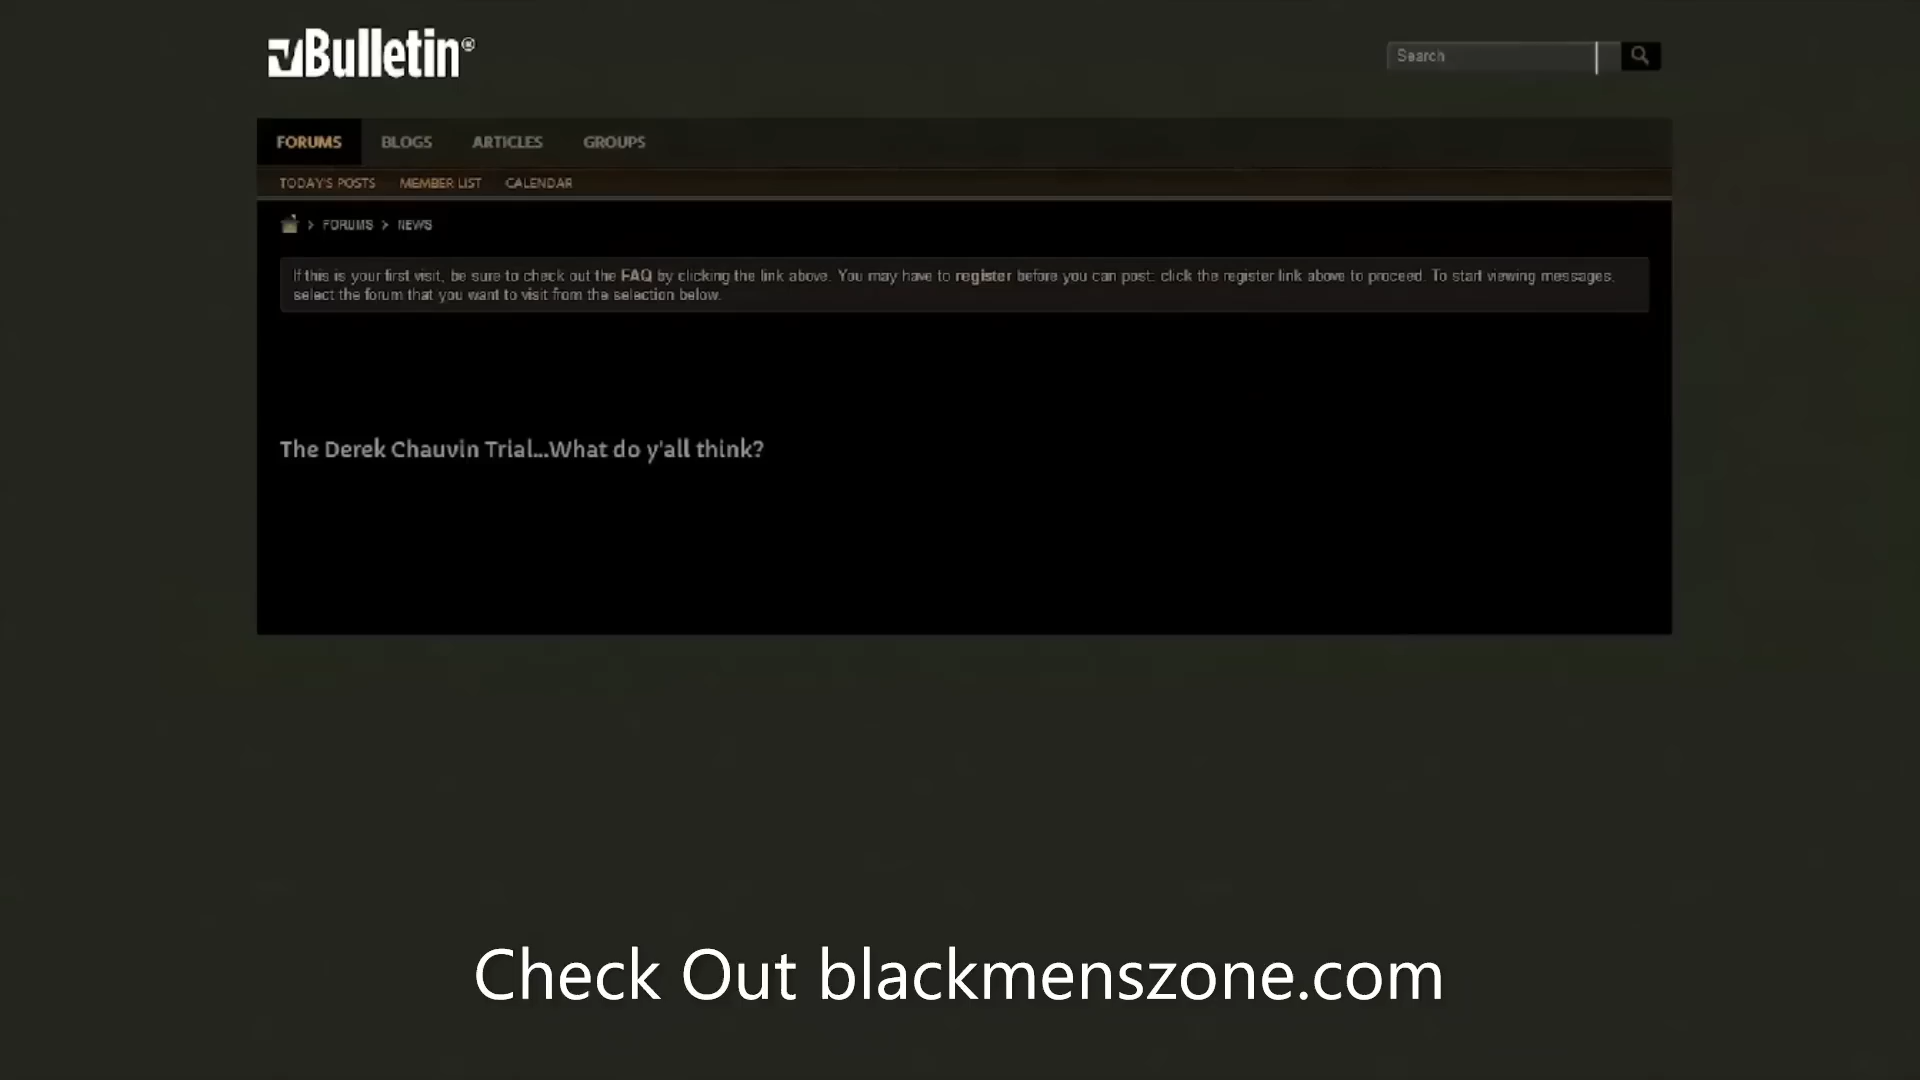 vBulletin®
Search
FORUMS BLOGS ARTICLES GROUPS
TODAY'S POSTS MEMBER LIST CALENDAR
> FORUMS > NEWS
If this is your first visit, be sure to check out the FAQ by clicking the link above. You may have to register before you can post: click the register link above to proceed. To start viewing messages,
select the forum that you want to visit from the selection below.
The Derek Chauvin Trial...What do y'all think?
Check Out blackmenszone.com